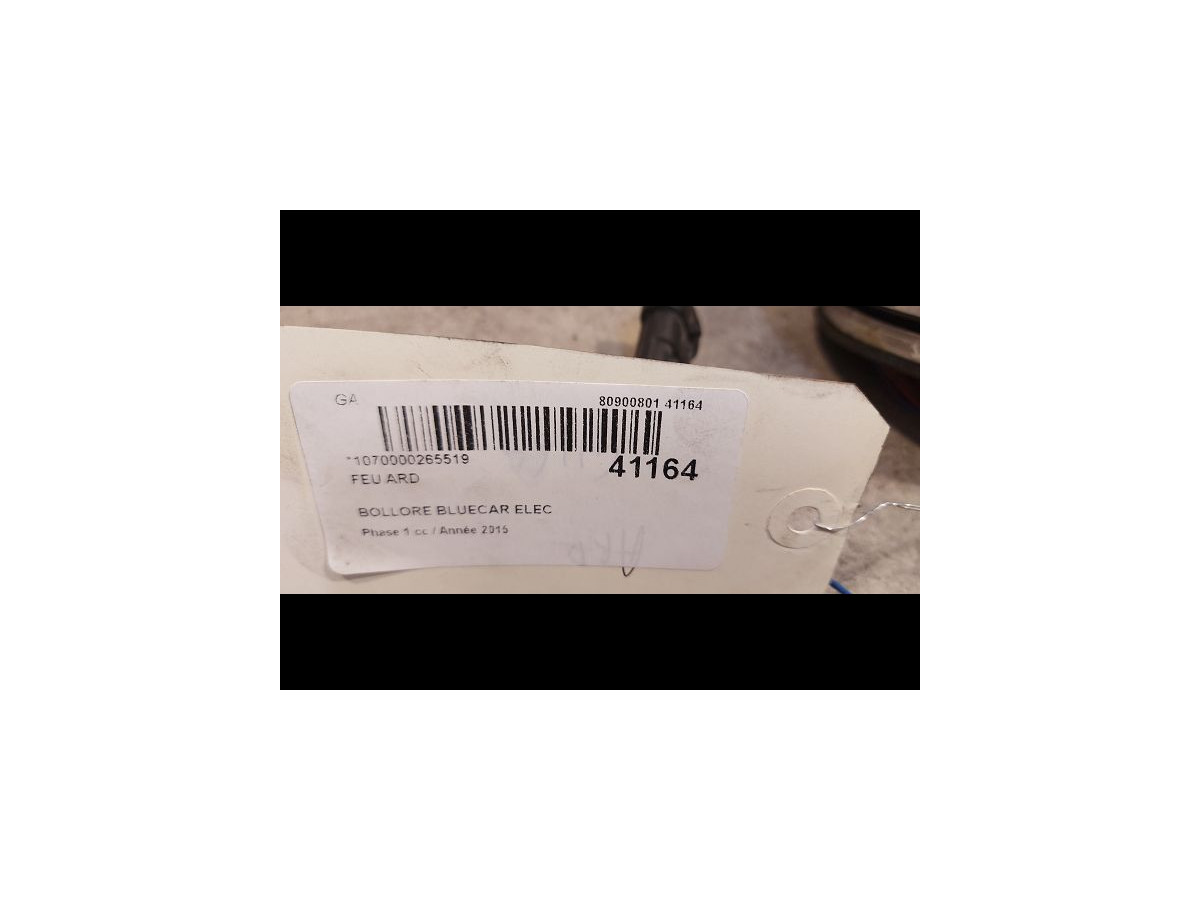 GA
80900801 41164
*1070000265519
41164
FEU ARD
BOLLORE BLUECAR ELEC
Phase 1 cc / Année 2015